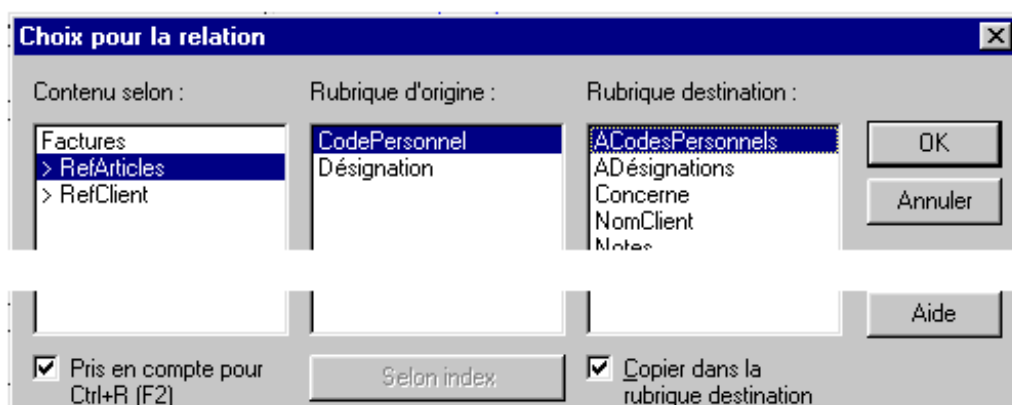 Choix pour la relation
Contenu selon :
Rubrique d'origine :
Rubrique destination :
Factures
> RefArticles
> RefClient
CodePersonnel
Désignation
ACodesPersonnels
ADésignations
Concerne
NomClient
Notes
OK
Annuler
Aide
Pris en compte pour
Ctrl+R (F2)
Selon index
Copier dans la
rubrique destination